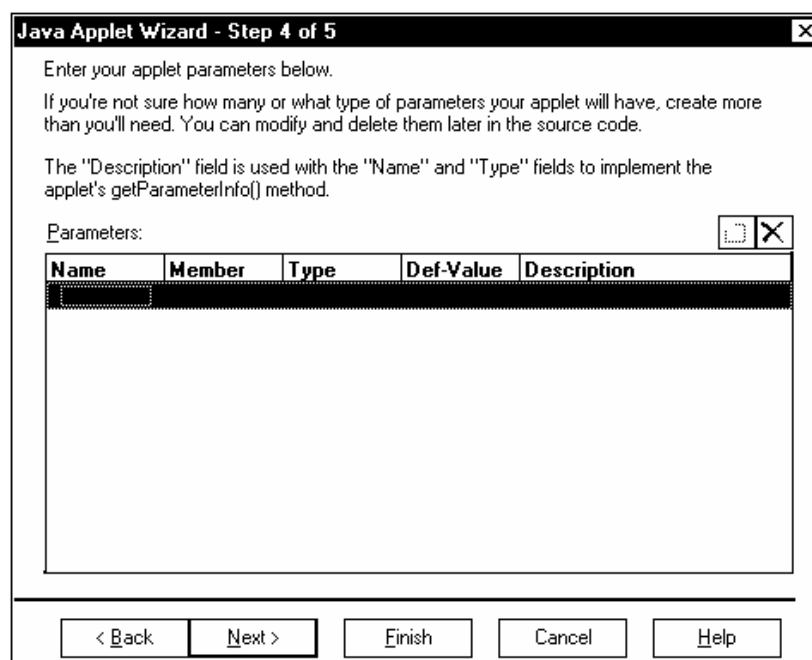 Java Applet Wizard - Step 4 of 5
Enter your applet parameters below.
If you're not sure how many or what type of parameters your applet will have, create more
than you'll need. You can modify and delete them later in the source code.
The "Description" field is used with the "Name" and "Type" fields to implement the
applet's getParameterInfo() method.
Parameters:
Name Member Type Def-Value Description
< Back Next > Finish Cancel Help